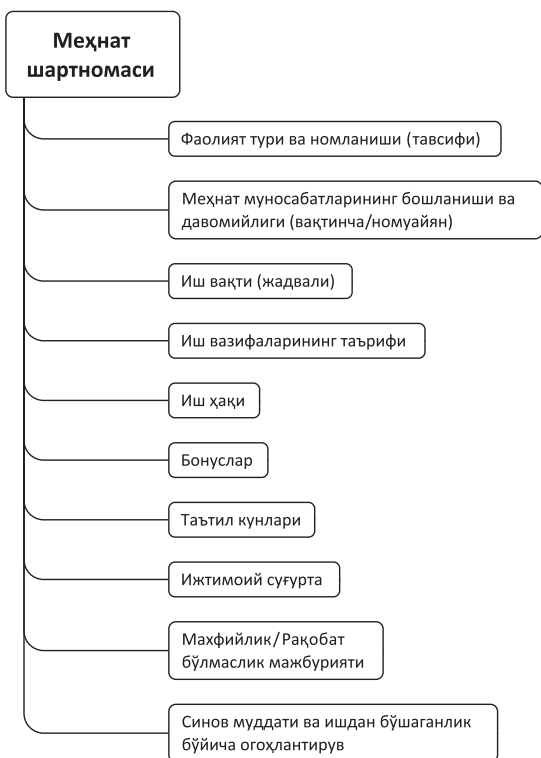 Меҳнат
шартномаси
Фаолият тури ва номланиши (тавсифи)
Меҳнат муносабатларининг бошланиши ва
давомийлиги (вақтинча/номуайян)
Иш вақти (жадвали)
Иш вазифаларининг таърифи
Иш ҳақи
Бонуслар
Таътил кунлари
Ижтимоий суғурта
Махфийлик/Рақобат
бўлмаслик мажбурияти
Синов муддати ва ишдан бўшаганлик
бўйича огоҳлантирув